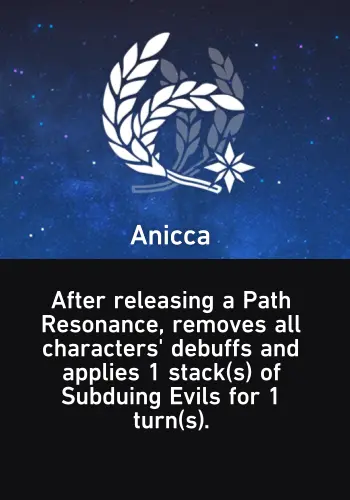 Anicca
After releasing a Path
Resonance, removes all
characters' debuffs and
applies 1 stack(s) of
Subduing Evils for 1
turn(s).